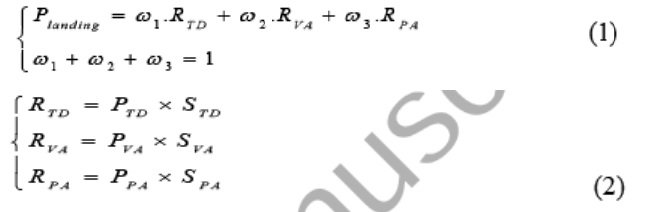 P_landing = ω₁.R_TD + ω₂.R_VA + ω₃.R_PA (1)
ω₁ + ω₂ + ω₃ = 1
R_TD = P_TD × S_TD
R_VA = P_VA × S_VA
R_PA = P_PA × S_PA (2)